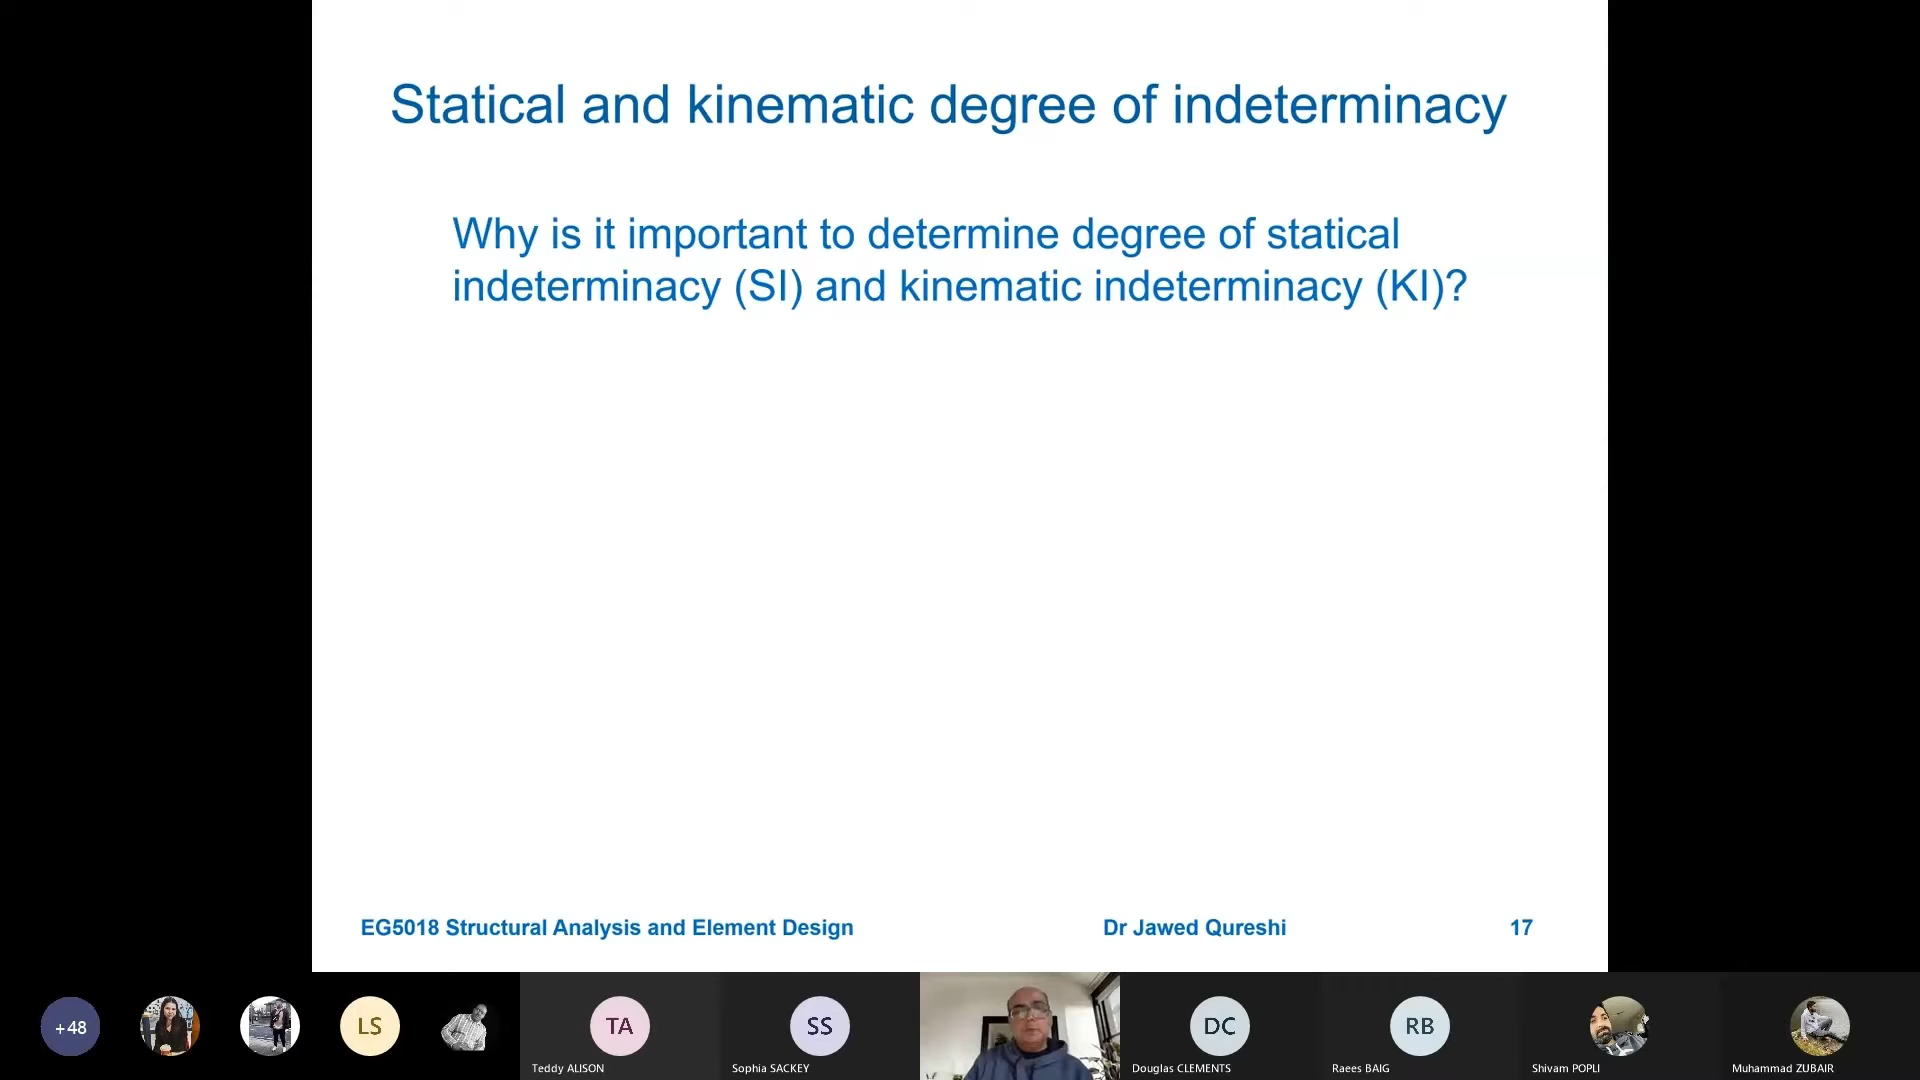 Statical and kinematic degree of indeterminacy
Why is it important to determine degree of statical
indeterminacy (SI) and kinematic indeterminacy (KI)?
EG5018 Structural Analysis and Element Design
Dr Jawed Qureshi
17
+48
LS
TA
Teddy ALISON
SS
Sophia SACKEY
DC
Douglas CLEMENTS
RB
Raees BAIG
Shivam POPLI
Muhammad ZUBAIR